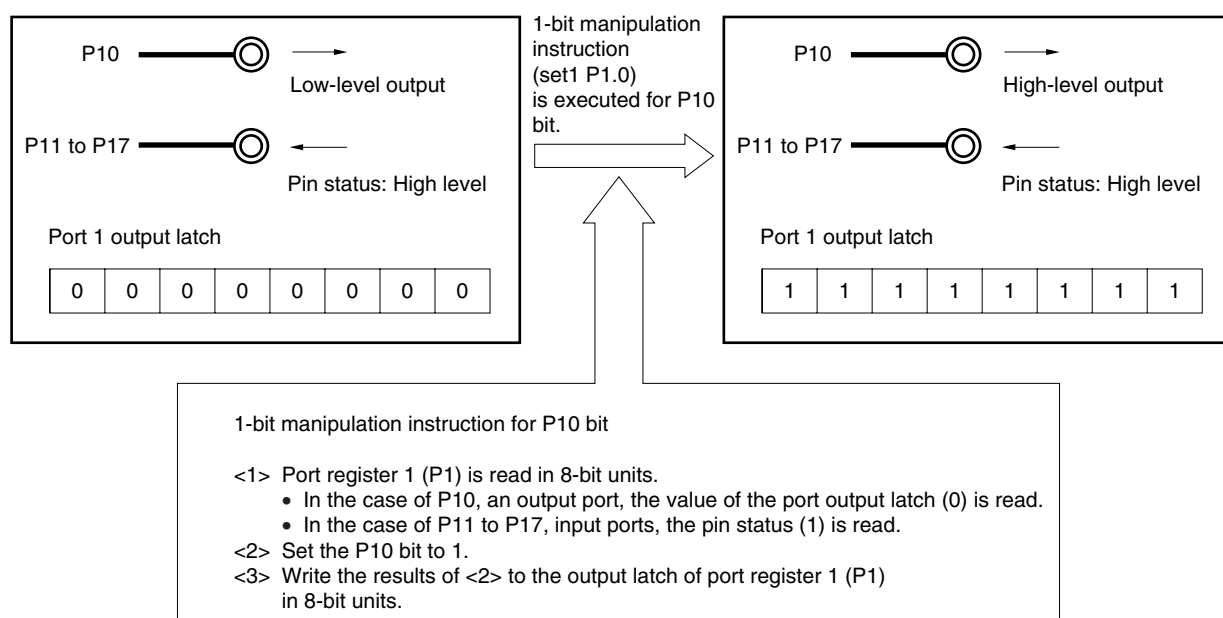 P10
Low-level output
P11 to P17
Pin status: High level
Port 1 output latch
0 0 0 0 0 0 0 0
1-bit manipulation
instruction
(set1 P1.0)
is executed for P10
bit.
P10
High-level output
P11 to P17
Pin status: High level
Port 1 output latch
1 1 1 1 1 1 1 1
1-bit manipulation instruction for P10 bit
<1> Port register 1 (P1) is read in 8-bit units.
• In the case of P10, an output port, the value of the port output latch (0) is read.
• In the case of P11 to P17, input ports, the pin status (1) is read.
<2> Set the P10 bit to 1.
<3> Write the results of <2> to the output latch of port register 1 (P1)
in 8-bit units.